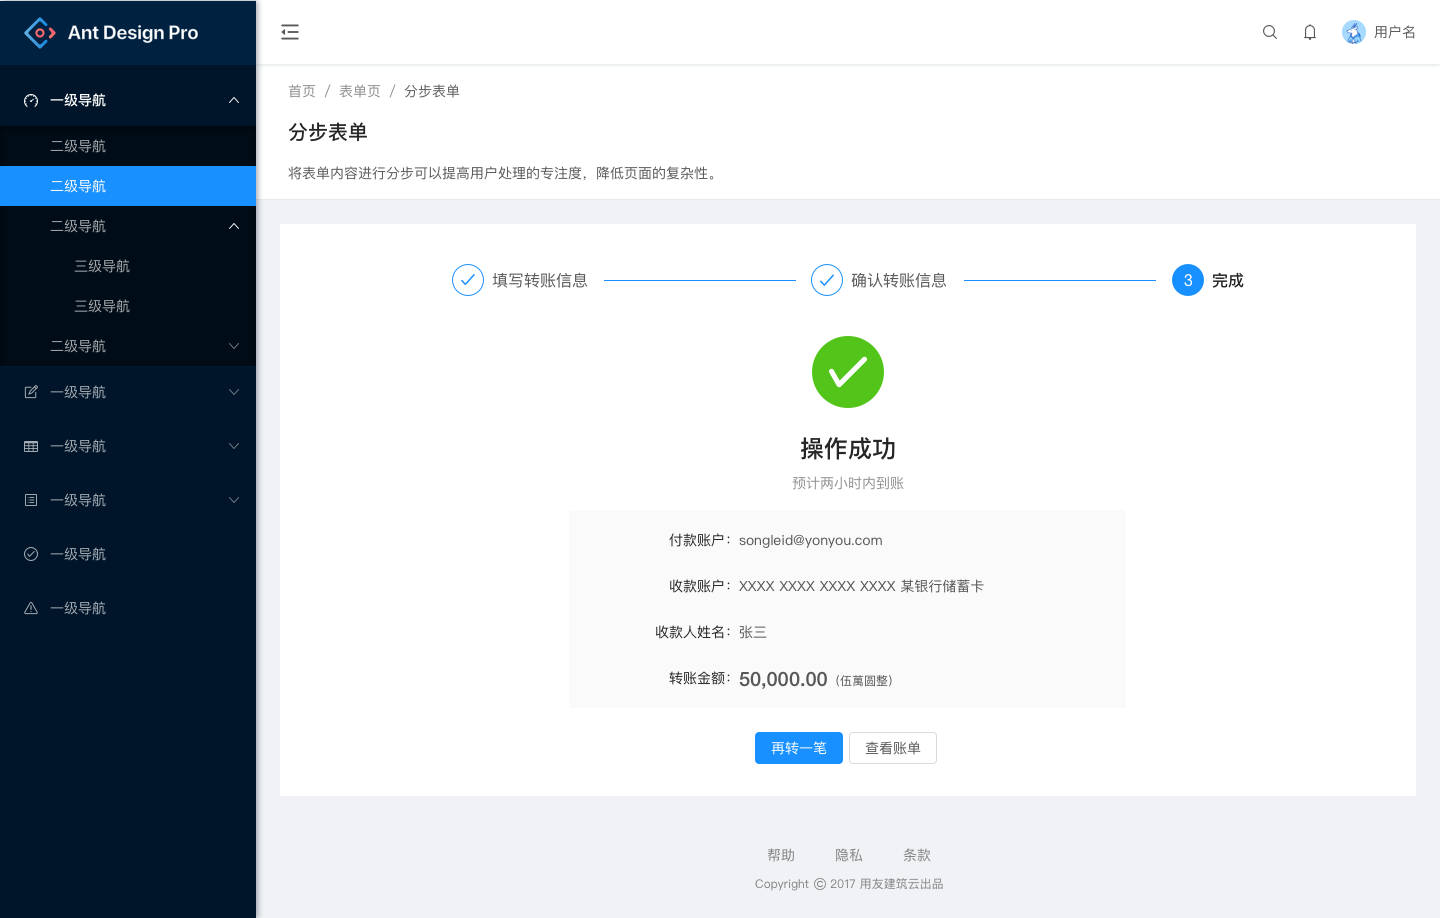 Ant Design Pro
用户名
一级导航
二级导航
二级导航
二级导航
三级导航
三级导航
二级导航
一级导航
一级导航
一级导航
一级导航
一级导航
首页 / 表单页 / 分步表单
分步表单
将表单内容进行分步可以提高用户处理的专注度，降低页面的复杂性。
填写转账信息
确认转账信息
3 完成
操作成功
预计两小时内到账
付款账户：songleid@yonyou.com
收款账户：XXXX XXXX XXXX XXXX 某银行储蓄卡
收款人姓名：张三
转账金额：50,000.00（伍萬圆整）
再转一笔 查看账单
帮助 隐私 条款
Copyright © 2017 用友建筑云出品